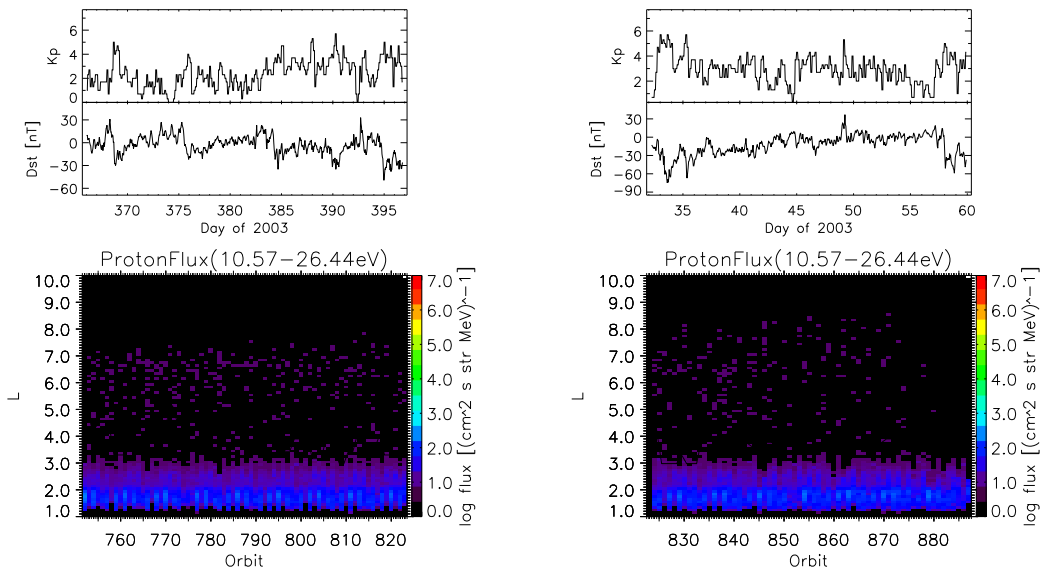 6
4
2
0
Kp
30
0
−30
−60
Dst [nT]
370 375 380 385 390 395
Day of 2003
ProtonFlux(10.57−26.44eV)
10.0
9.0
8.0
7.0
6.0
5.0
4.0
3.0
2.0
1.0
L
760 770 780 790 800 810 820
Orbit
7.0
6.0
5.0
4.0
3.0
2.0
1.0
0.0
log flux [(cm^2 s str MeV)^−1]
6
4
2
Kp
30
0
−30
−60
−90
Dst [nT]
35 40 45 50 55 60
Day of 2003
ProtonFlux(10.57−26.44eV)
10.0
9.0
8.0
7.0
6.0
5.0
4.0
3.0
2.0
1.0
L
830 840 850 860 870 880
Orbit
7.0
6.0
5.0
4.0
3.0
2.0
1.0
0.0
log flux [(cm^2 s str MeV)^−1]